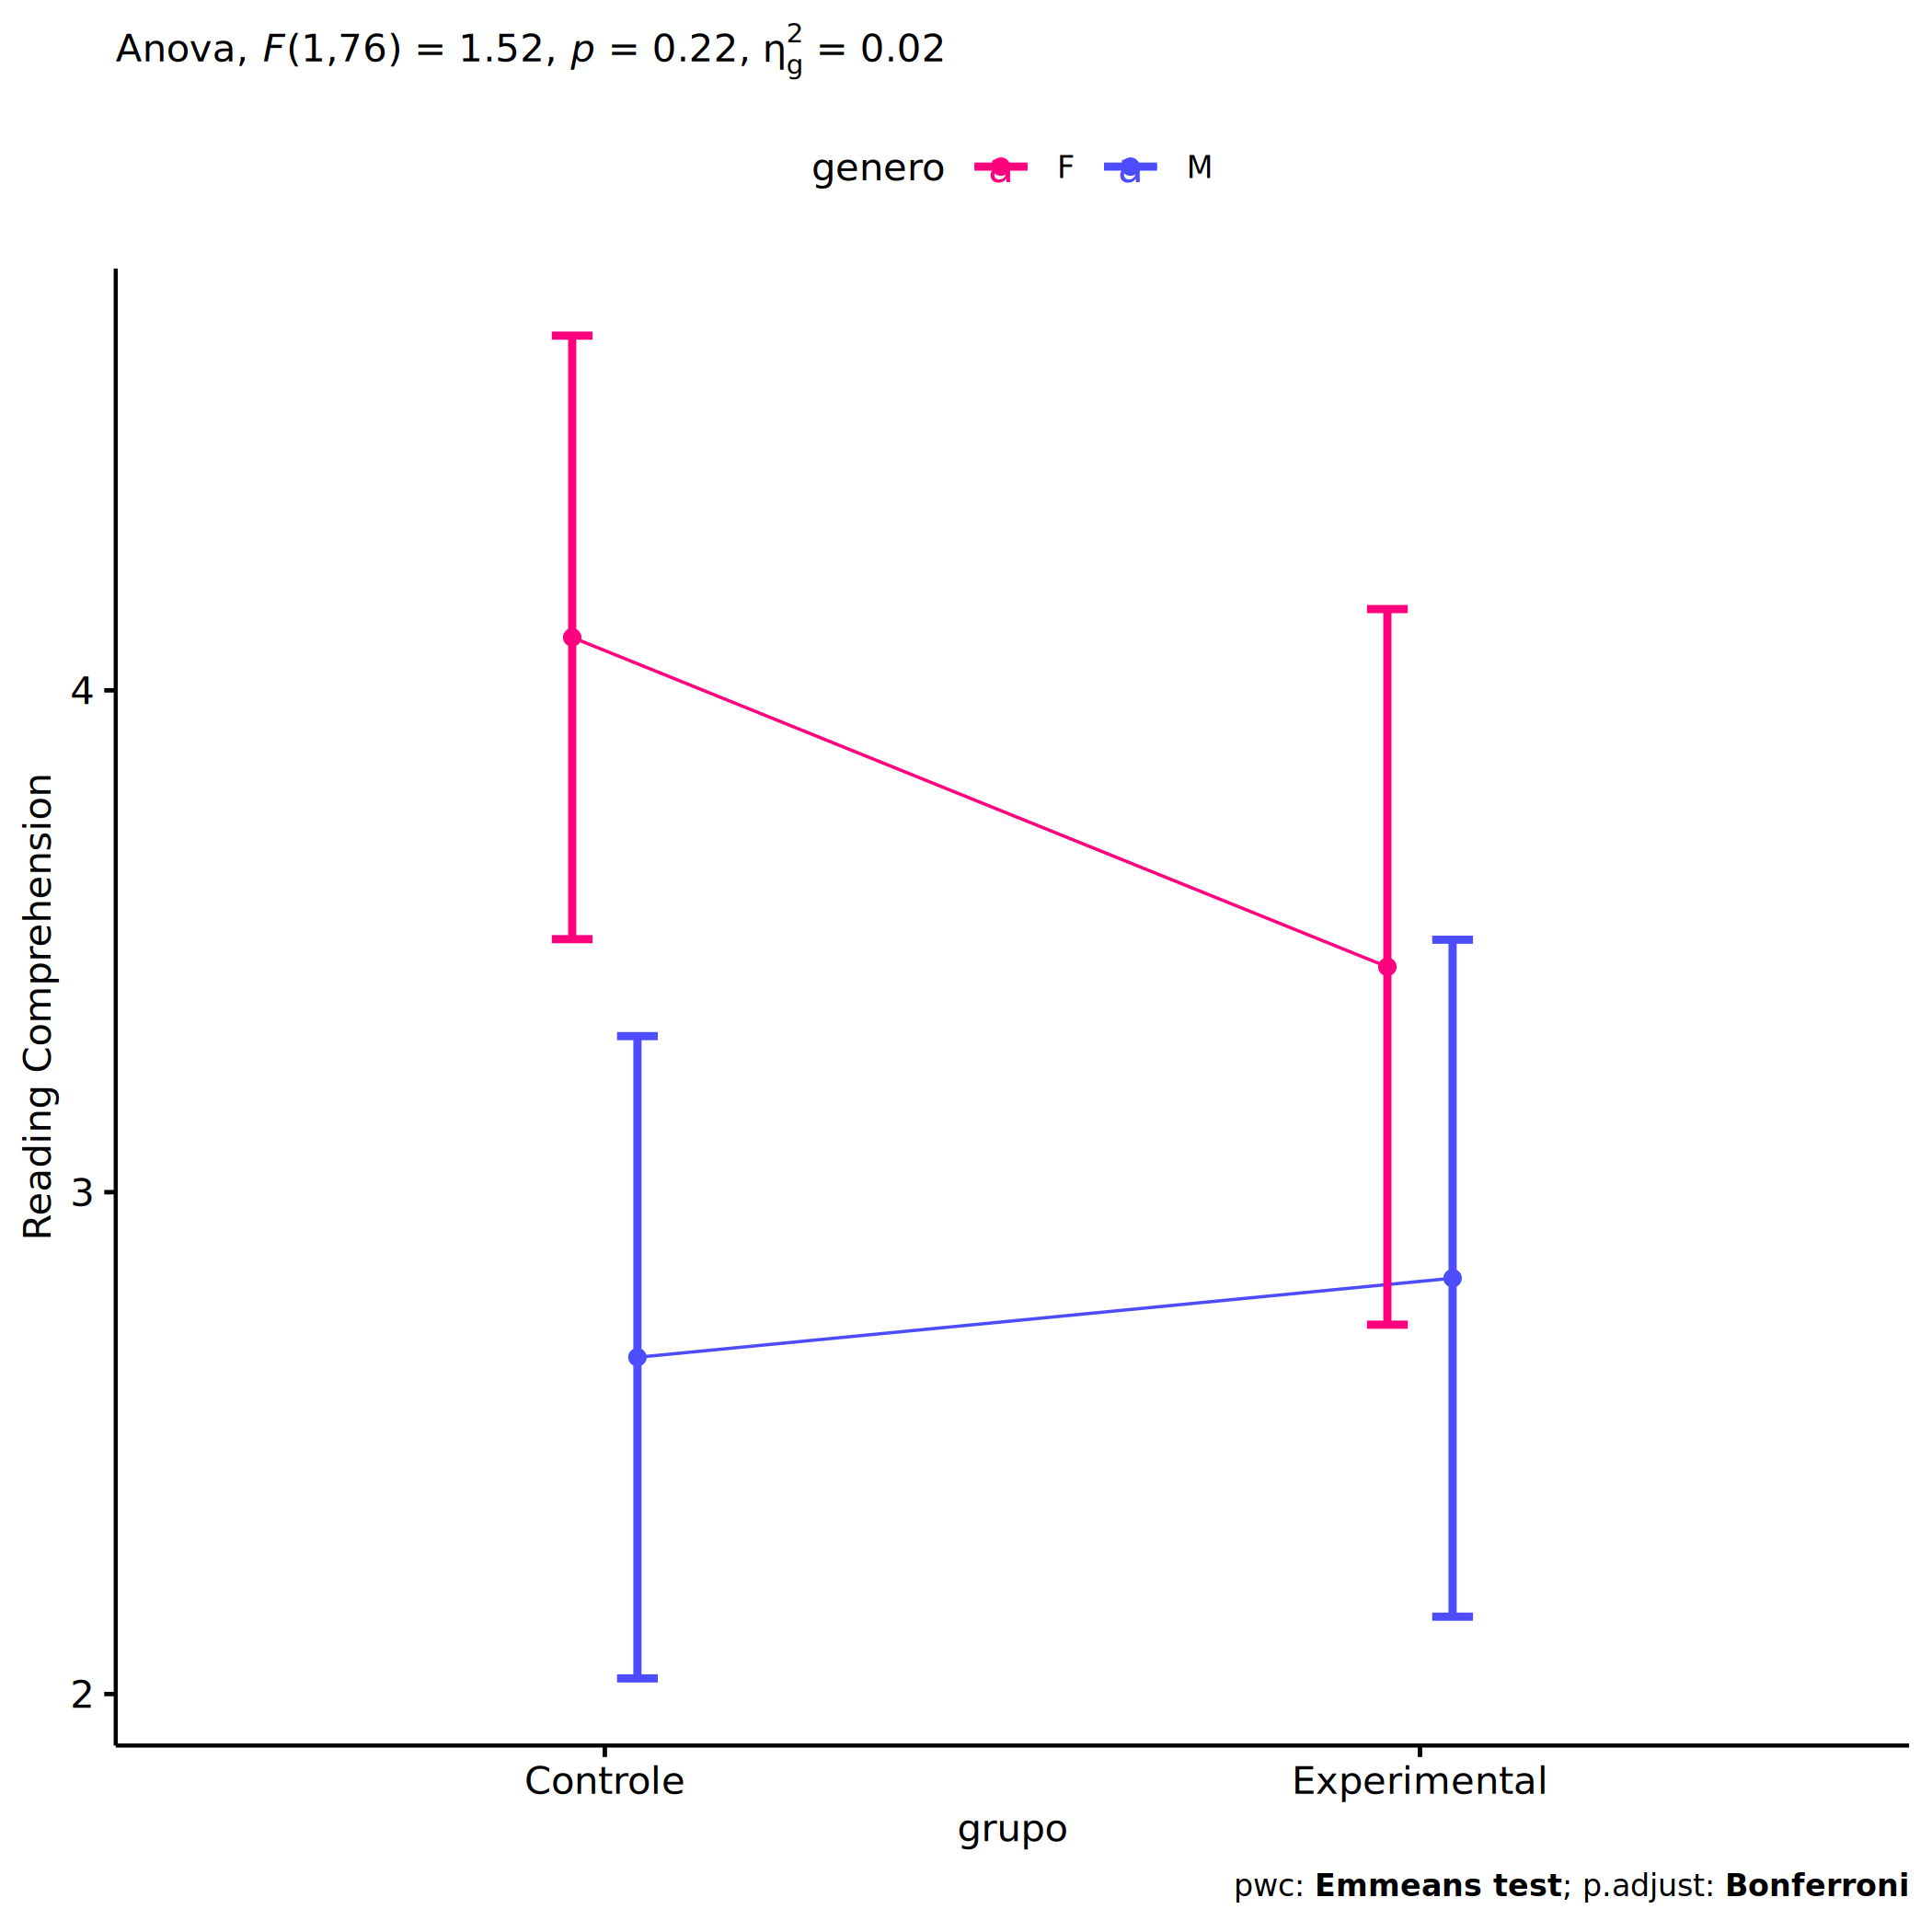 Anova, F(1,76) = 1.52, p = 0.22, η²g = 0.02
genero a F a M
Reading Comprehension
4
3
2
Controle Experimental
grupo
pwc: Emmeans test; p.adjust: Bonferroni